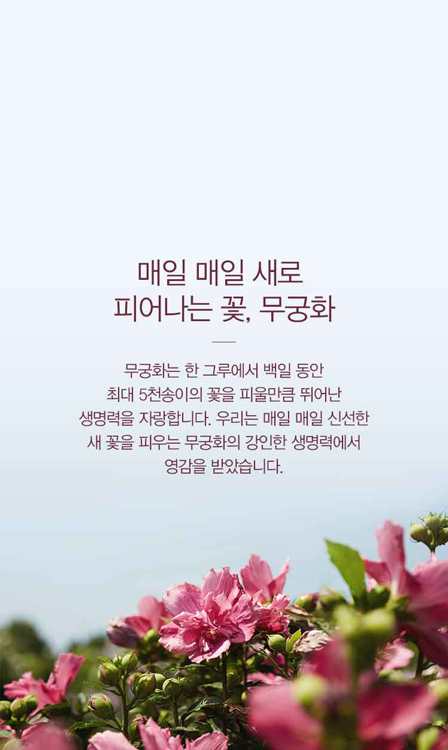 매일 매일 새로
피어나는 꽃, 무궁화
무궁화는 한 그루에서 백일 동안
최대 5천송이의 꽃을 피울만큼 뛰어난
생명력을 자랑합니다. 우리는 매일 매일 신선한
새 꽃을 피우는 무궁화의 강인한 생명력에서
영감을 받았습니다.